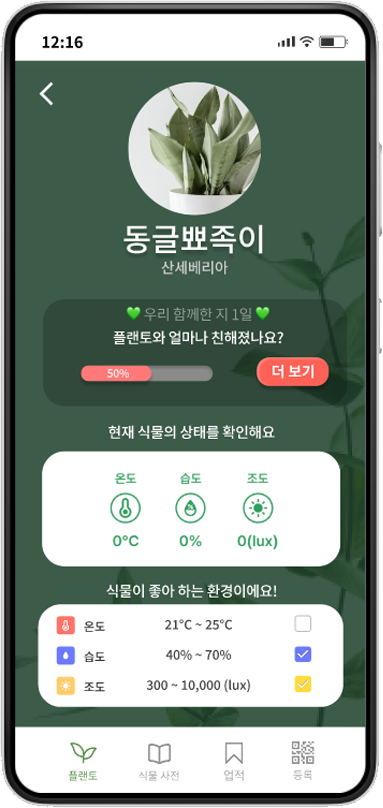 12:16
동글뾰족이
산세베리아
💚 우리 함께한 지 1일 💚
플랜토와 얼마나 친해졌나요?
50%
더 보기
현재 식물의 상태를 확인해요
온도 습도 조도
0°C 0% 0(lux)
식물이 좋아 하는 환경이에요!
온도 21°C ~ 25°C
습도 40% ~ 70%
조도 300 ~ 10,000 (lux)
플랜토 식물 사전 업적 등록